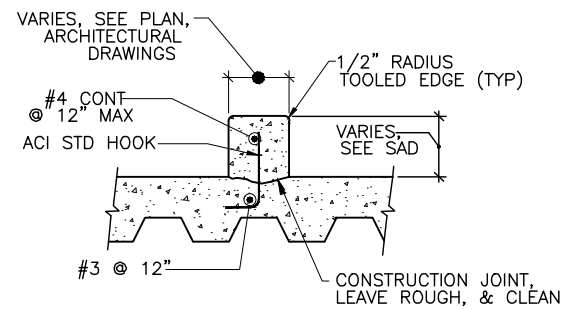 VARIES, SEE PLAN,
ARCHITECTURAL
DRAWINGS
1/2" RADIUS
TOOLED EDGE (TYP)
#4 CONT
@ 12" MAX
ACI STD HOOK
VARIES,
SEE SAD
#3 @ 12"
CONSTRUCTION JOINT,
LEAVE ROUGH, & CLEAN